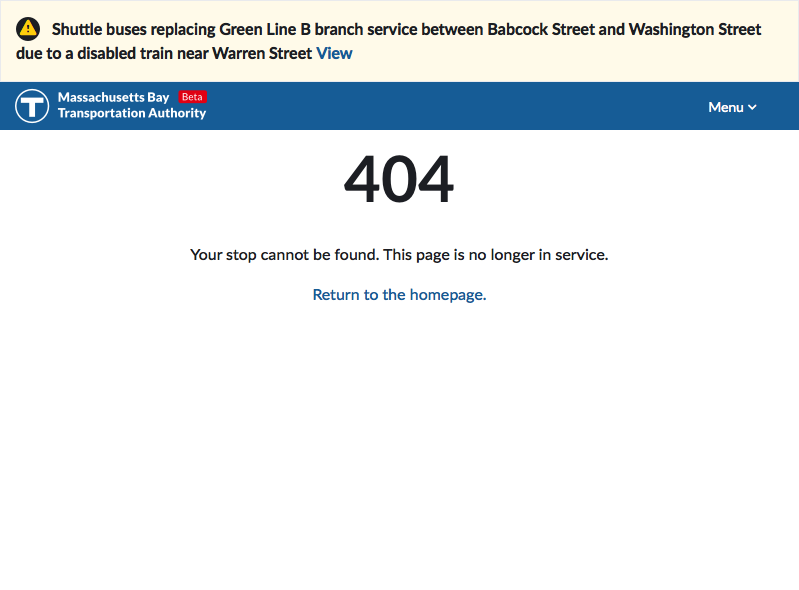 Shuttle buses replacing Green Line B branch service between Babcock Street and Washington Street
due to a disabled train near Warren Street View
T
Massachusetts Bay Beta
Transportation Authority
Menu
404
Your stop cannot be found. This page is no longer in service.
Return to the homepage.